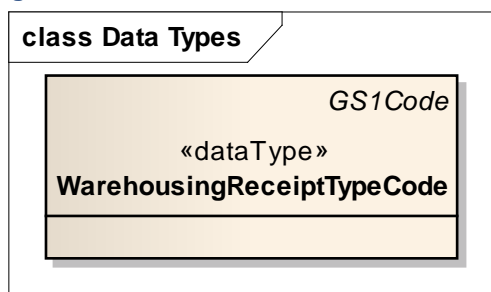 class Data Types
GS1Code
«dataType»
WarehousingReceiptTypeCode